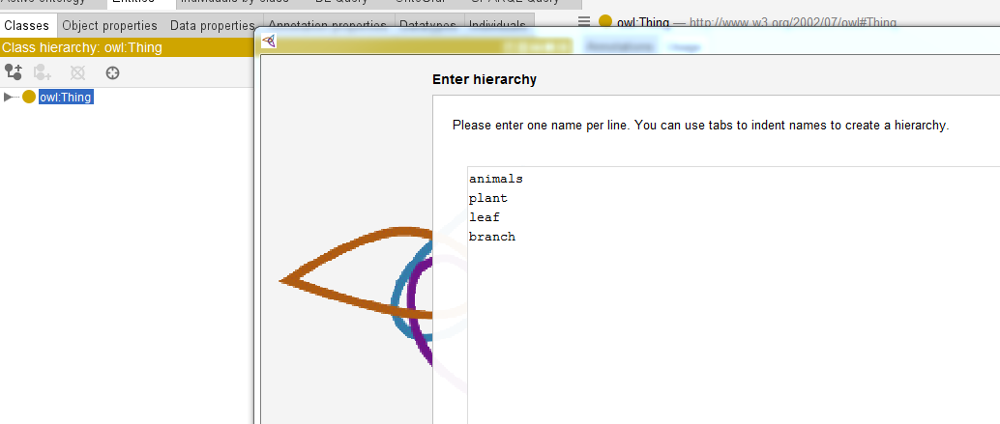 Active ontology Entities Individuals by class DL Query OntoGraf SPARQL Query
Classes Object properties Data properties Annotation properties Datatypes Individuals
owl:Thing — http://www.w3.org/2002/07/owl#Thing
Class hierarchy: owl:Thing
Annotations Usage
owl:Thing
Enter hierarchy
Please enter one name per line. You can use tabs to indent names to create a hierarchy.
animals
plant
leaf
branch